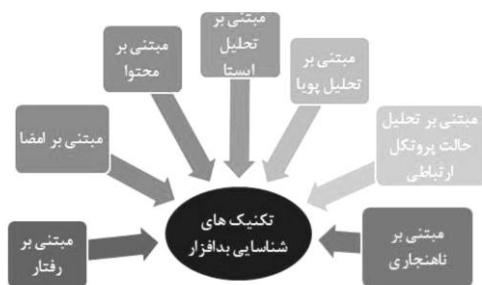 مبتنی بر
تحلیل
ایستا
مبتنی بر
محتوا
مبتنی بر
تحلیل پویا
مبتنی بر امضا
مبتنی بر تحلیل
حالت پروتکل
ارتباطی
تکنیک های
شناسایی بدافزار
مبتنی بر
رفتار
مبتنی بر
ناهنجاری